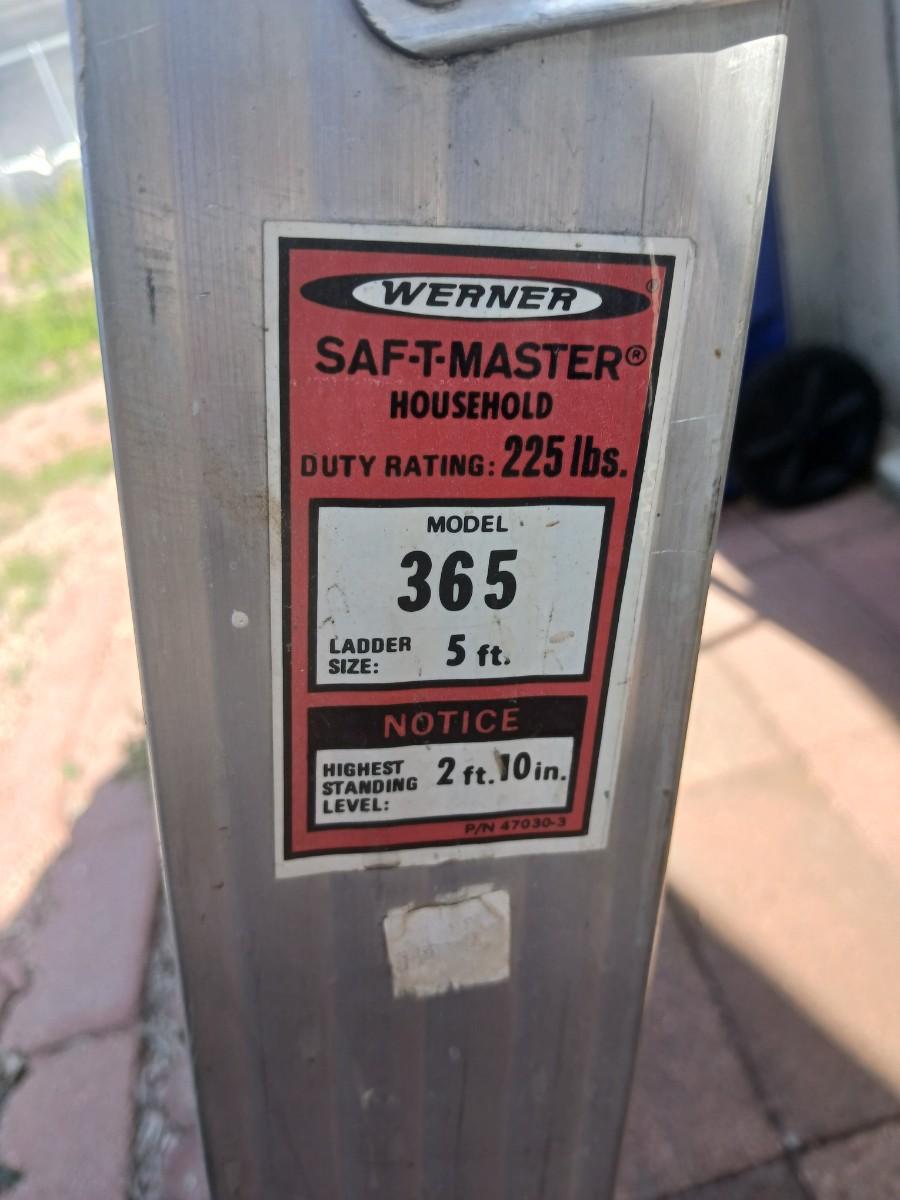 WERNER®
SAF-T-MASTER®
HOUSEHOLD
DUTY RATING: 225 lbs.
MODEL
365
LADDER SIZE: 5 ft.
NOTICE
HIGHEST STANDING LEVEL: 2 ft. 10 in.
P/N 47030-3